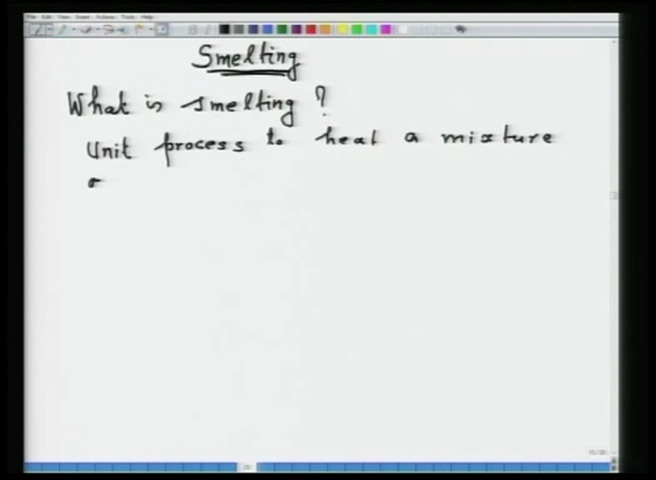 Smelting
What is smelting ?
Unit process to heat a mixture
o